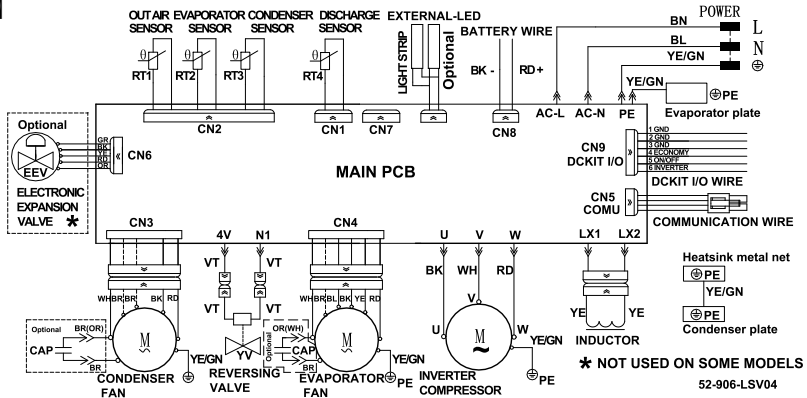 OUT AIR EVAPORATOR CONDENSER DISCHARGE
SENSOR SENSOR SENSOR SENSOR
EXTERNAL-LED
LIGHT STRIP
Optional
BATTERY WIRE
BK - RD+
POWER
BN L
BL N
YE/GN
YE/GN
PE
Evaporator plate
θ θ θ θ
RT1 RT2 RT3 RT4
AC-L AC-N PE
CN2 CN1 CN7 CN8
Optional
EEV
GR
BK
YE
RD
OR
CN6
ELECTRONIC
EXPANSION
VALVE *
MAIN PCB
CN9
DCKIT I/O
1 GND
2 GND
3 GND
4 ECONOMY
5 ON/OFF
6 INVERTER
DCKIT I/O WIRE
CN5
COMU
COMMUNICATION WIRE
CN3 4V N1 CN4 U V W LX1 LX2
VT VT
VT VT
BK WH RD
WH BR BR BK RD
WH BR BL BK YE RD
YE YE
INDUCTOR
Heatsink metal net
PE
YE/GN
PE
Condenser plate
Optional
BR(OR)
CAP
BR
M
YE/GN
CONDENSER
FAN
YV
REVERSING
VALVE
OR(WH)
Optional
CAP
BR
M
YE/GN
PE
EVAPORATOR
FAN
V
U W
M
YE/GN
PE
INVERTER
COMPRESSOR
* NOT USED ON SOME MODELS
52-906-LSV04